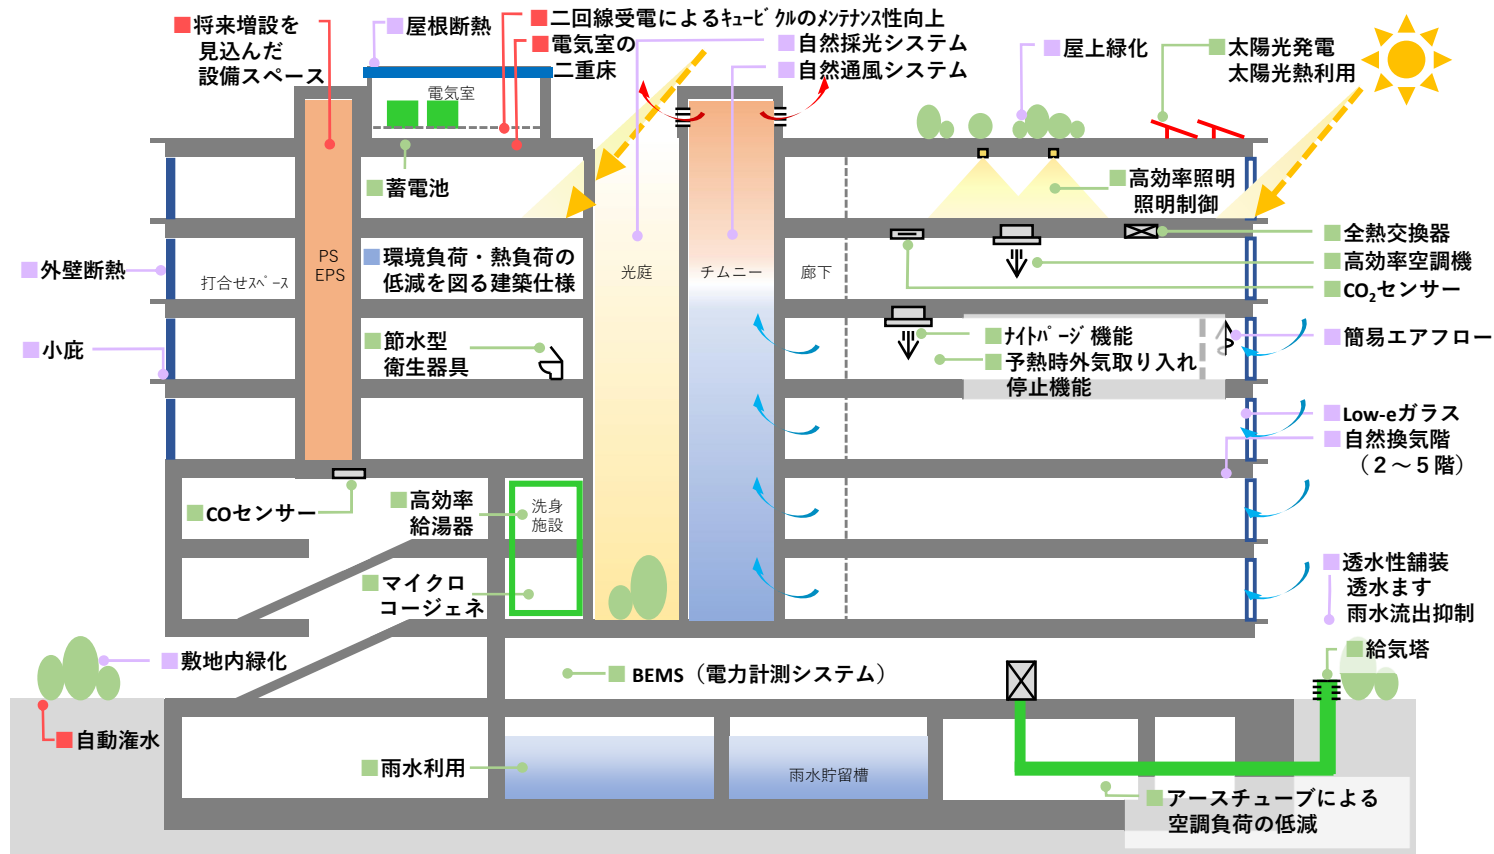 ■将来増設を
見込んだ
設備スペース
■屋根断熱
■二回線受電によるｷｭｰﾋﾞｸﾙのﾒﾝﾃﾅﾝｽ性向上
■電気室の
二重床
■自然採光システム
■自然通風システム
■屋上緑化
■太陽光発電
太陽光熱利用
電気室
■蓄電池
■高効率照明
照明制御
■外壁断熱
打合せｽﾍﾟｰｽ
PS
EPS
■環境負荷・熱負荷の
低減を図る建築仕様
光庭
チムニー
廊下
■全熱交換器
■高効率空調機
■CO₂センサー
■小庇
■節水型
衛生器具
■ﾅｲﾄﾊﾟｰｼﾞ機能
■予熱時外気取り入れ
停止機能
■簡易エアフロー
■Low-eガラス
■自然換気階
（２～５階）
■COセンサー
■高効率
給湯器
洗身
施設
■マイクロ
コージェネ
■透水性舗装
透水ます
雨水流出抑制
■敷地内緑化
■BEMS（電力計測システム）
■給気塔
■自動潅水
■雨水利用
雨水貯留槽
■アースチューブによる
空調負荷の低減